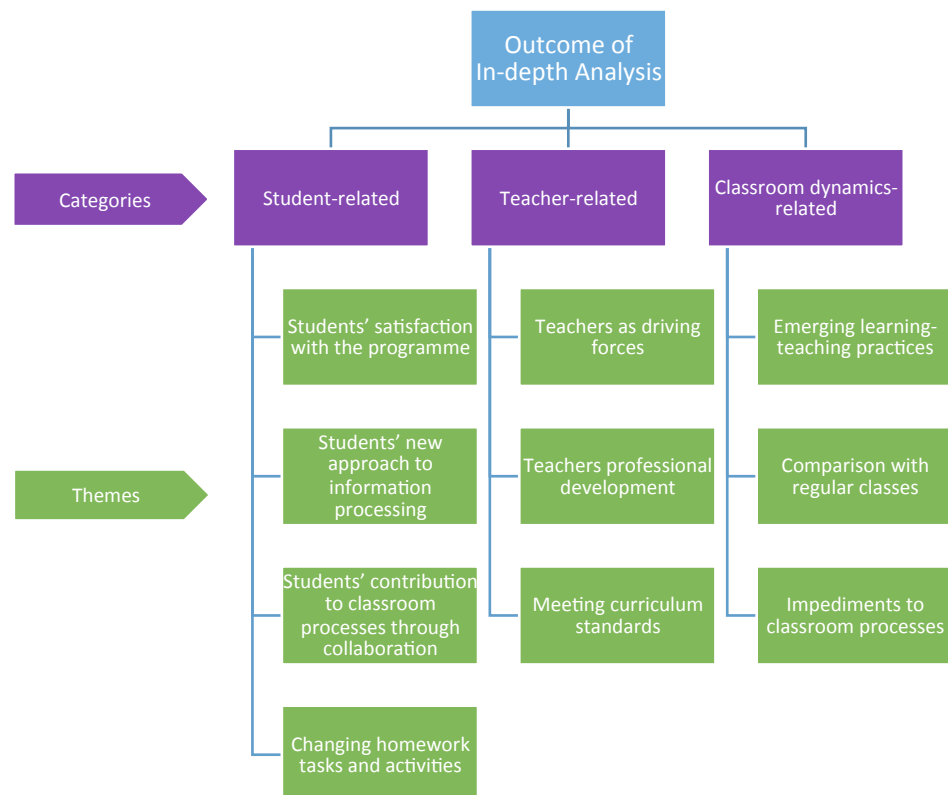 Outcome of
In-depth Analysis
Categories
Student-related
Teacher-related
Classroom dynamics-
related
Themes
Students’ satisfaction
with the programme
Students’ new
approach to
information
processing
Students’ contribution
to classroom
processes through
collaboration
Changing homework
tasks and activities
Teachers as driving
forces
Teachers professional
development
Meeting curriculum
standards
Emerging learning-
teaching practices
Comparison with
regular classes
Impediments to
classroom processes